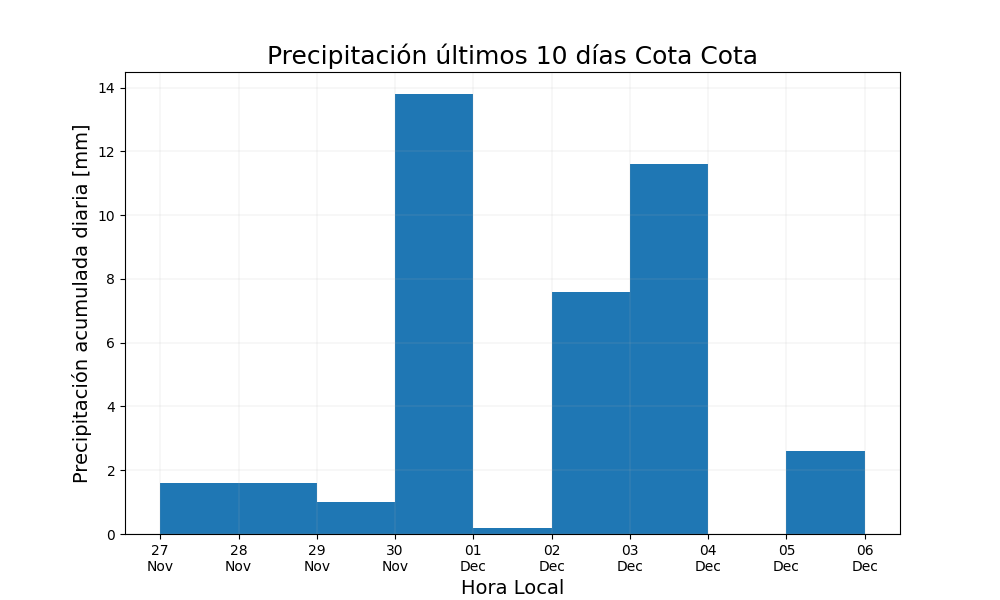 Precipitación últimos 10 días Cota Cota
Precipitación acumulada diaria [mm]
14
12
10
8
6
4
2
0
27 28 29 30 01 02 03 04 05 06
Nov Nov Nov Nov Dec Dec Dec Dec Dec Dec
Hora Local